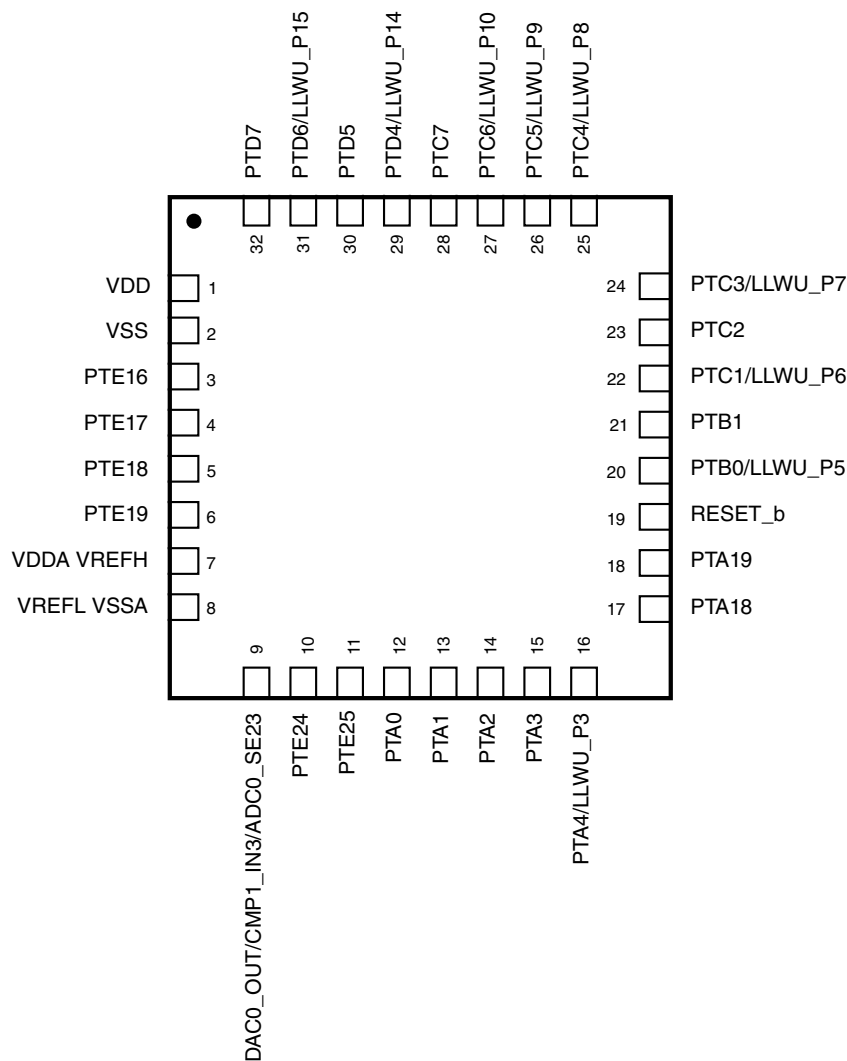 PTD7
PTD6/LLWU_P15
PTD5
PTD4/LLWU_P14
PTC7
PTC6/LLWU_P10
PTC5/LLWU_P9
PTC4/LLWU_P8
32
31
30
29
28
27
26
25
VDD 1
VSS 2
PTE16 3
PTE17 4
PTE18 5
PTE19 6
VDDA VREFH 7
VREFL VSSA 8
24 PTC3/LLWU_P7
23 PTC2
22 PTC1/LLWU_P6
21 PTB1
20 PTB0/LLWU_P5
19 RESET_b
18 PTA19
17 PTA18
9
10
11
12
13
14
15
16
DAC0_OUT/CMP1_IN3/ADC0_SE23
PTE24
PTE25
PTA0
PTA1
PTA2
PTA3
PTA4/LLWU_P3